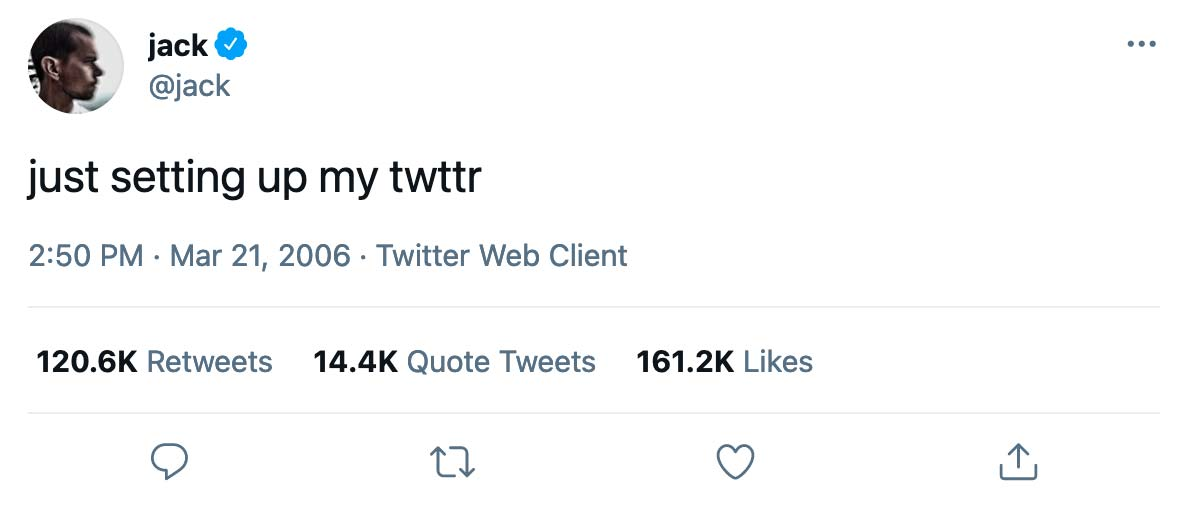 jack
@jack
just setting up my twttr
2:50 PM · Mar 21, 2006 · Twitter Web Client
120.6K Retweets 14.4K Quote Tweets 161.2K Likes